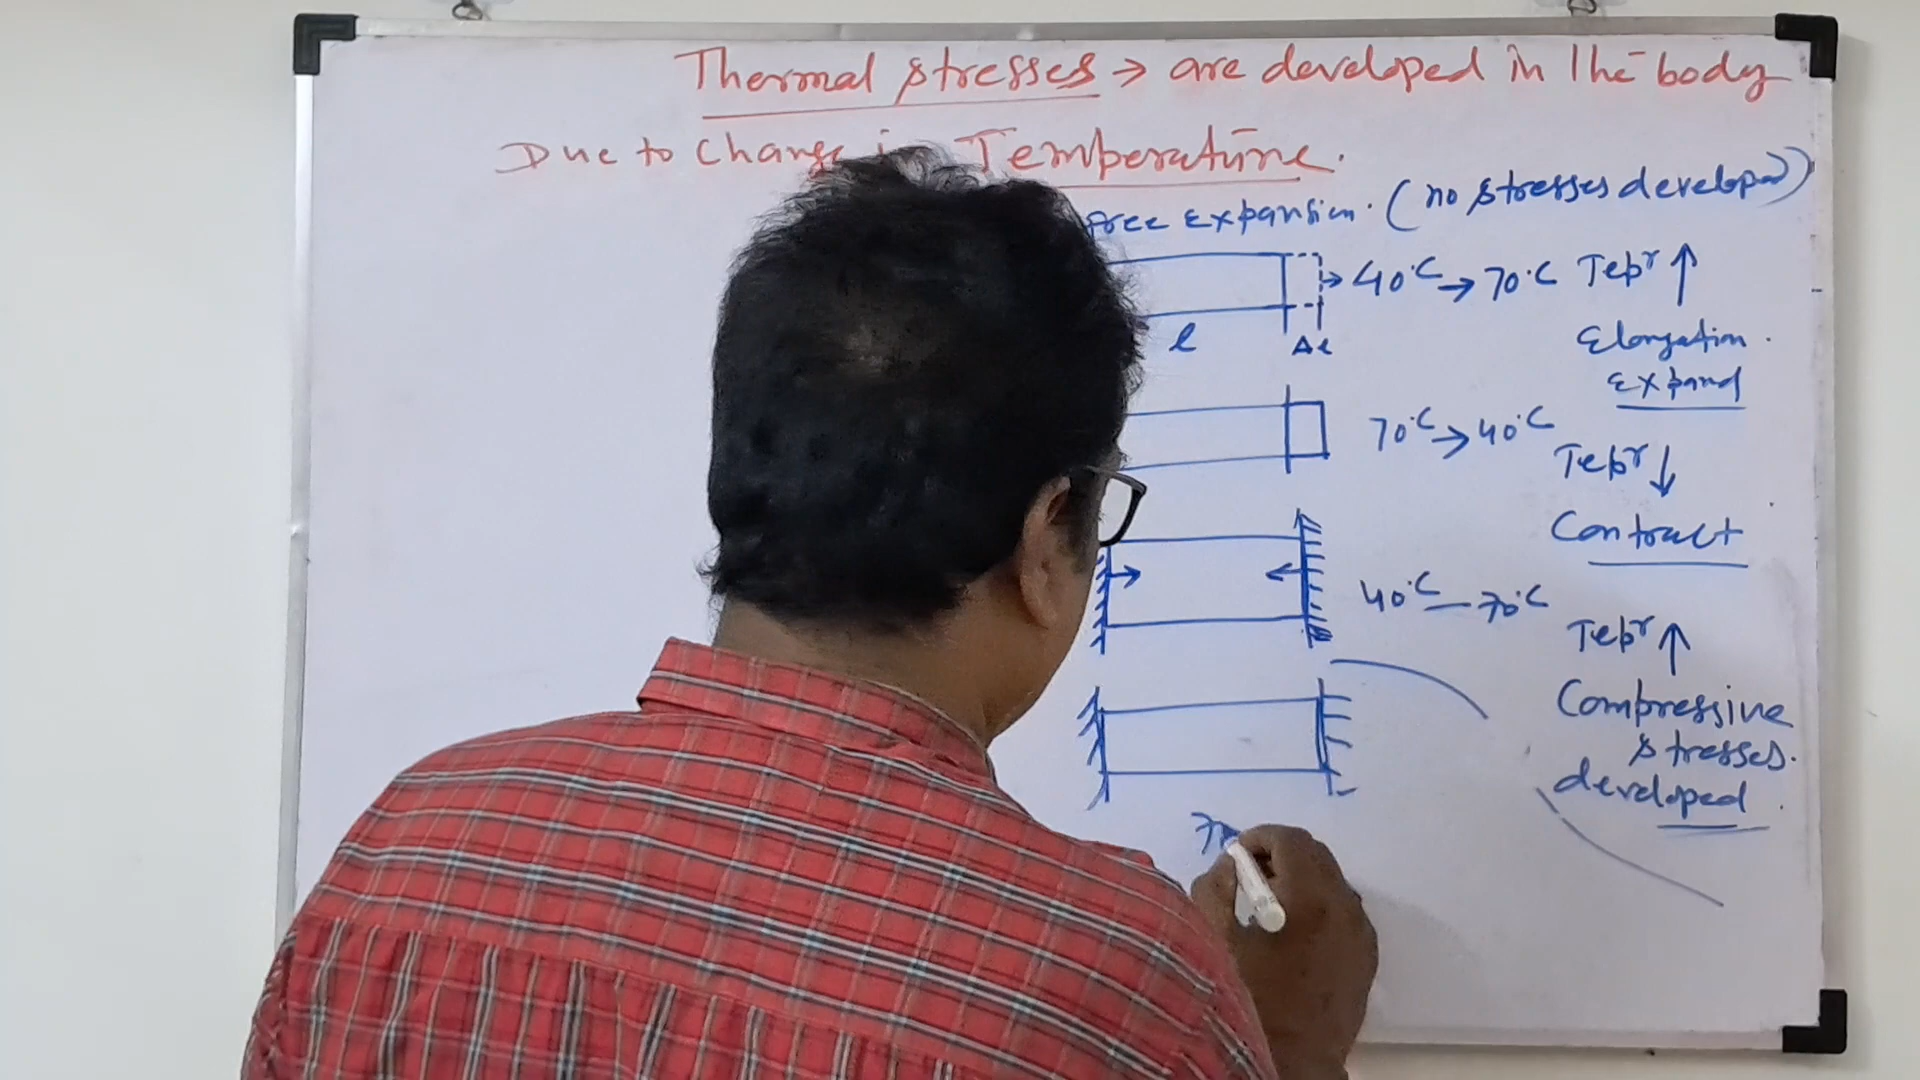 Thermal stresses → are developed in the body
Due to change in Temperature.
free expansion. (no stresses developed)
→ 40°C → 70°C Tepr ↑
l Δl
Elongation.
Expand
70°C → 40°C
Tepr ↓
Contract
40°C — 70°C
Tepr ↑
Compressive
stresses.
developed.